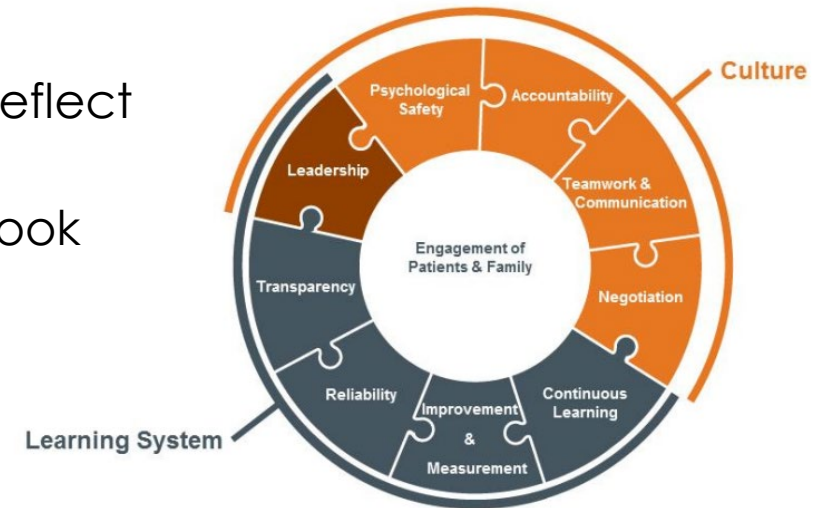 eflect
ook
Culture
Psychological
Safety
Accountability
Leadership
Teamwork &
Communication
Engagement of
Patients & Family
Transparency
Negotiation
Reliability
Improvement
&
Measurement
Continuous
Learning
Learning System